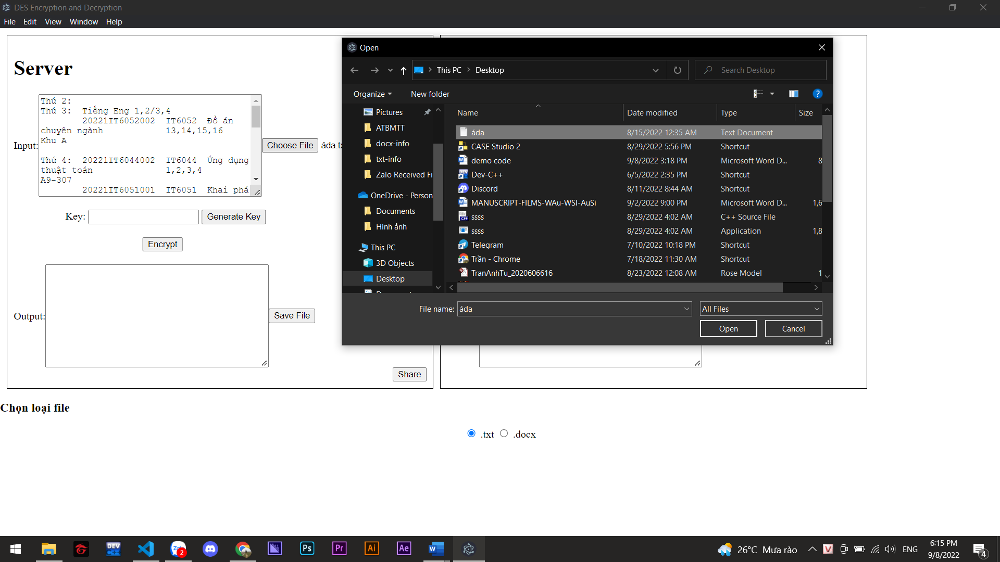 DES Encryption and Decryption
File Edit View Window Help
Server
Input:
Thứ 2:
Thứ 3: Tiếng Eng 1,2/3,4
20221IT6052002 IT6052 Đồ án
chuyên ngành 13,14,15,16
Khu A
Thứ 4: 20221IT6044002 IT6044 Ứng dụng
thuật toán 1,2,3,4
A9-307
20221IT6051001 IT6051 Khai phá
Choose File áda.tx
Key: Generate Key
Encrypt
Output: Save File
Share
Open
This PC > Desktop
Search Desktop
Organize New folder
Pictures
ATBMTT
docx-info
txt-info
Zalo Received Fi
OneDrive - Person
Documents
Hình ảnh
This PC
3D Objects
Desktop
Name Date modified Type Size
áda 8/15/2022 12:35 AM Text Document
CASE Studio 2 8/29/2022 5:56 PM Shortcut
demo code 9/8/2022 3:18 PM Microsoft Word D... 8
Dev-C++ 6/5/2022 2:35 PM Shortcut
Discord 8/11/2022 8:44 AM Shortcut
MANUSCRIPT-FILMS-WAu-WSI-AuSi 9/2/2022 9:00 PM Microsoft Word D... 1,6
ssss 8/29/2022 4:02 AM C++ Source File
ssss 8/29/2022 4:02 AM Application 1,8
Telegram 7/10/2022 10:18 PM Shortcut
Trần - Chrome 7/18/2022 11:30 AM Shortcut
TranAnhTu_2020606616 8/23/2022 12:08 AM Rose Model 1
File name: áda All Files
Open Cancel
Chọn loại file
.txt .docx
DEV
2
Ps
Pr
Ai
Ae
W
26°C Mưa rào
V
ENG
6:15 PM
9/8/2022
4